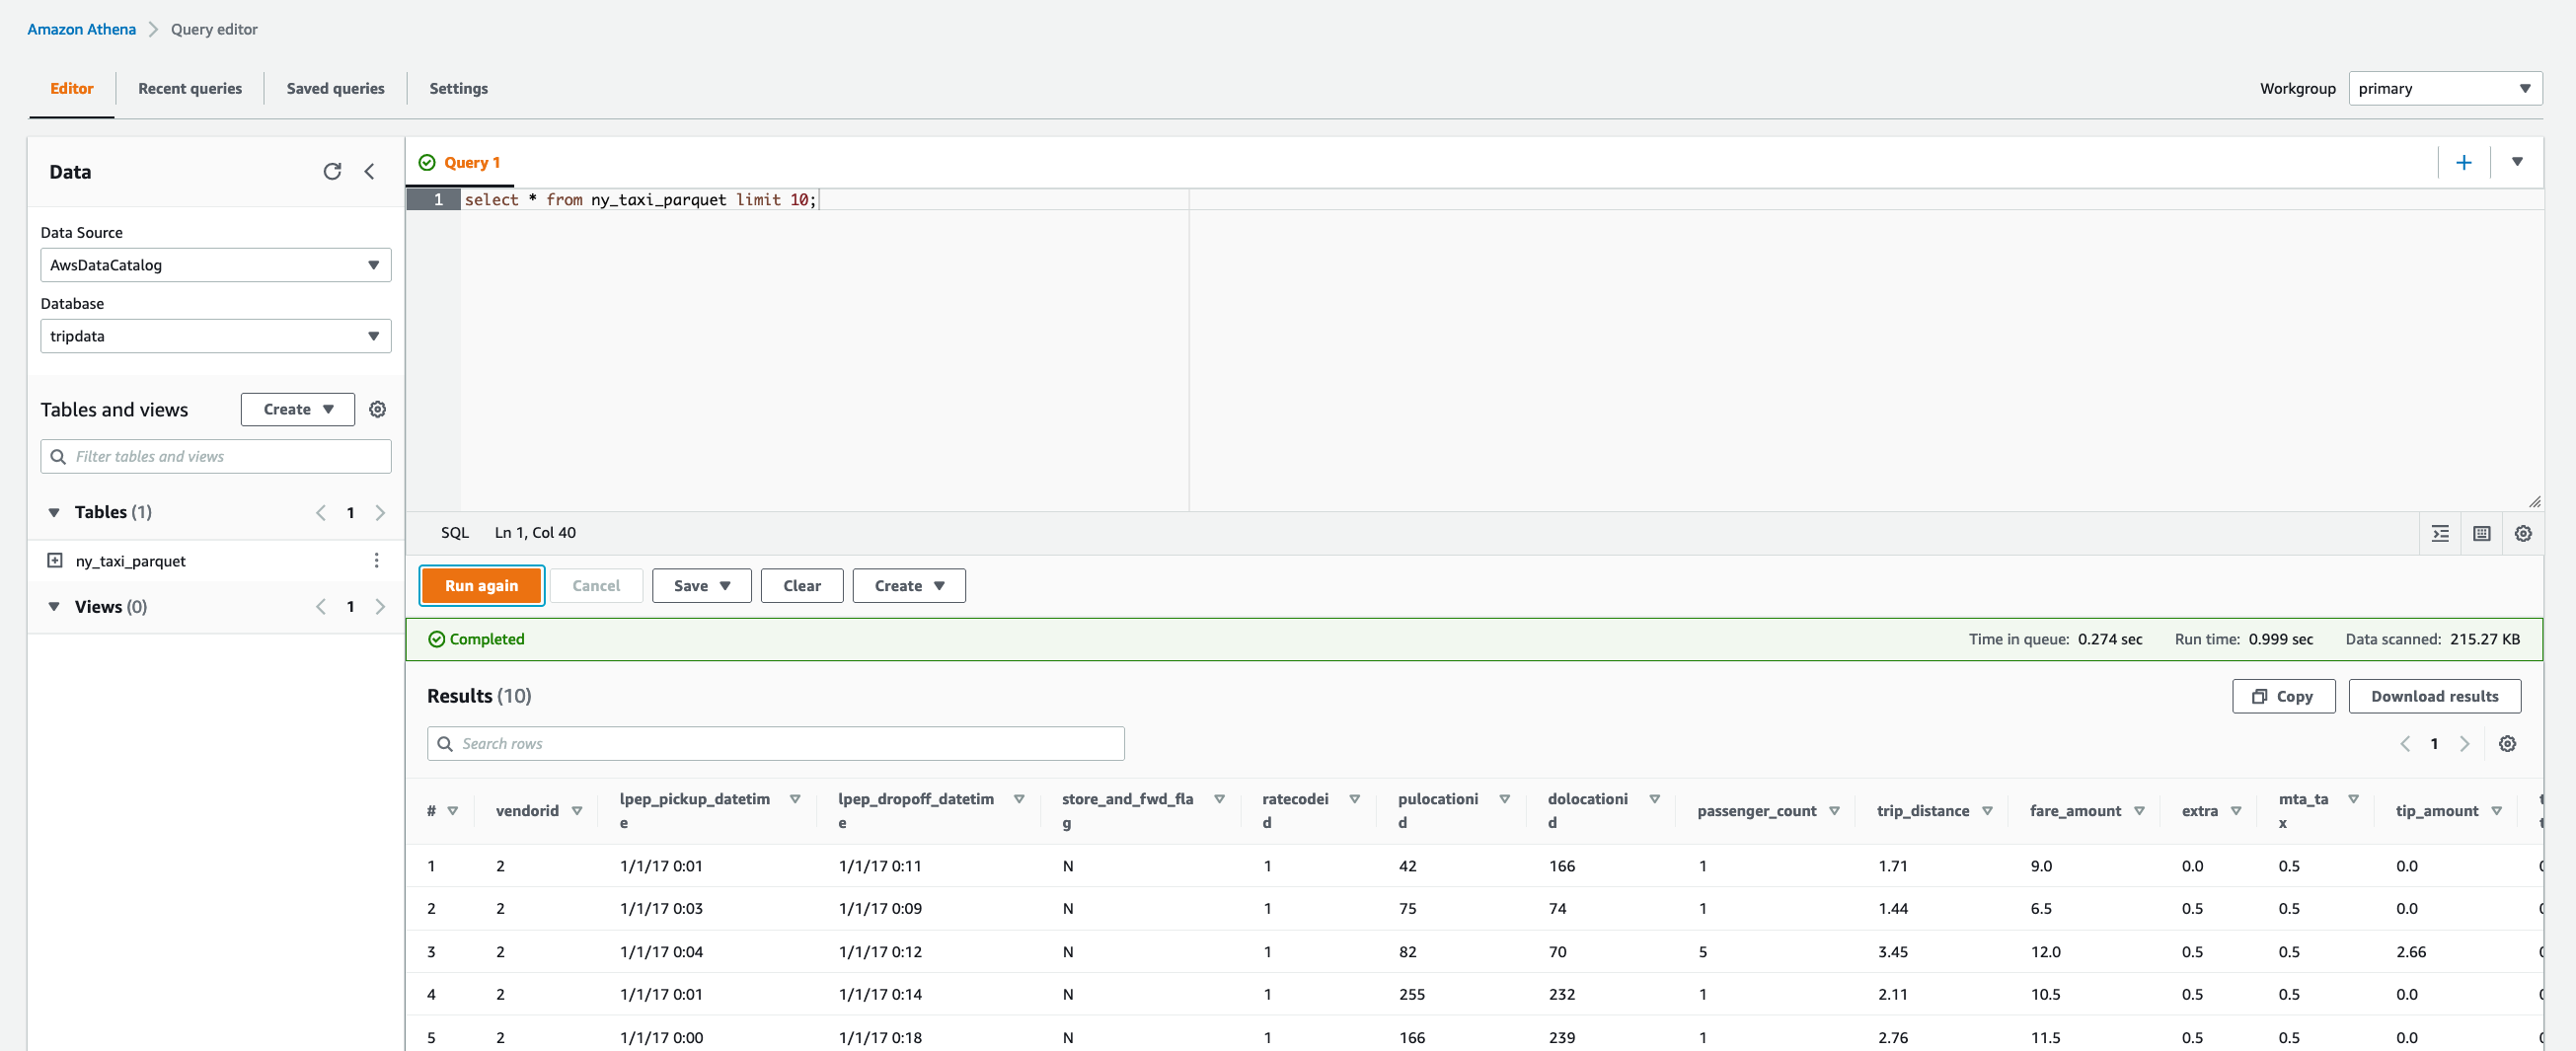 Amazon Athena > Query editor
Editor Recent queries Saved queries Settings Workgroup primary
Data
Data Source
AwsDataCatalog
Database
tripdata
Tables and views Create
Filter tables and views
Tables (1) 1
ny_taxi_parquet
Views (0) 1
Query 1
1 select * from ny_taxi_parquet limit 10;
SQL Ln 1, Col 40
Run again Cancel Save Clear Create
Completed Time in queue: 0.274 sec Run time: 0.999 sec Data scanned: 215.27 KB
Results (10) Copy Download results
Search rows 1
# vendorid lpep_pickup_datetime lpep_dropoff_datetime store_and_fwd_flag ratecodeid pulocationid dolocationid passenger_count trip_distance fare_amount extra mta_tax tip_amount
1 2 1/1/17 0:01 1/1/17 0:11 N 1 42 166 1 1.71 9.0 0.0 0.5 0.0
2 2 1/1/17 0:03 1/1/17 0:09 N 1 75 74 1 1.44 6.5 0.5 0.5 0.0
3 2 1/1/17 0:04 1/1/17 0:12 N 1 82 70 5 3.45 12.0 0.5 0.5 2.66
4 2 1/1/17 0:01 1/1/17 0:14 N 1 255 232 1 2.11 10.5 0.5 0.5 0.0
5 2 1/1/17 0:00 1/1/17 0:18 N 1 166 239 1 2.76 11.5 0.5 0.5 0.0